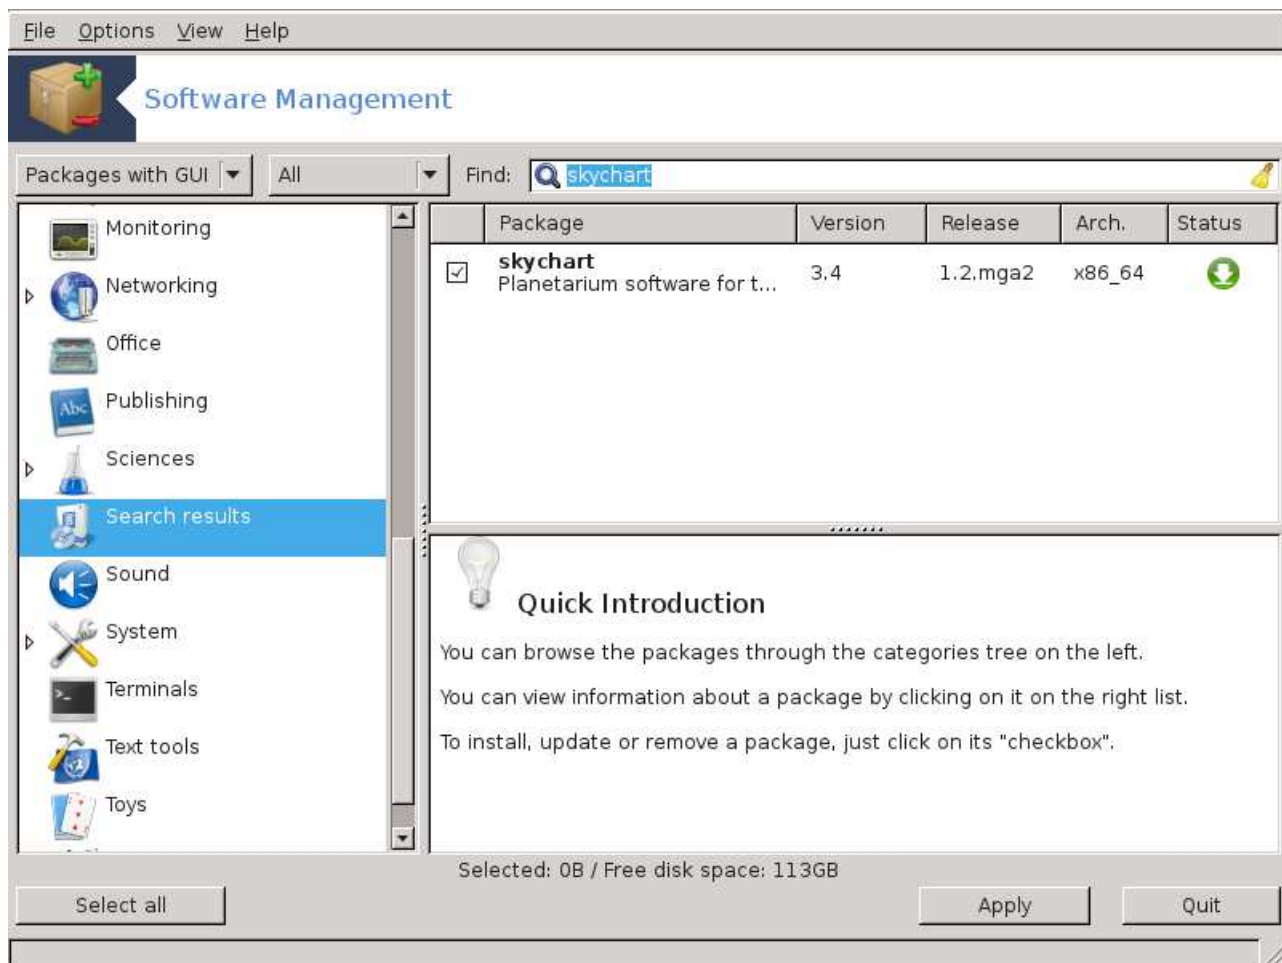 File Options View Help
Software Management
Packages with GUI All Find: skychart
Monitoring
Networking
Office
Publishing
Abc
Sciences
Search results
Sound
System
Terminals
Text tools
Toys
Package Version Release Arch. Status
skychart
Planetarium software for t... 3.4 1.2.mga2 x86_64
Quick Introduction
You can browse the packages through the categories tree on the left.
You can view information about a package by clicking on it on the right list.
To install, update or remove a package, just click on its "checkbox".
Selected: 0B / Free disk space: 113GB
Select all Apply Quit